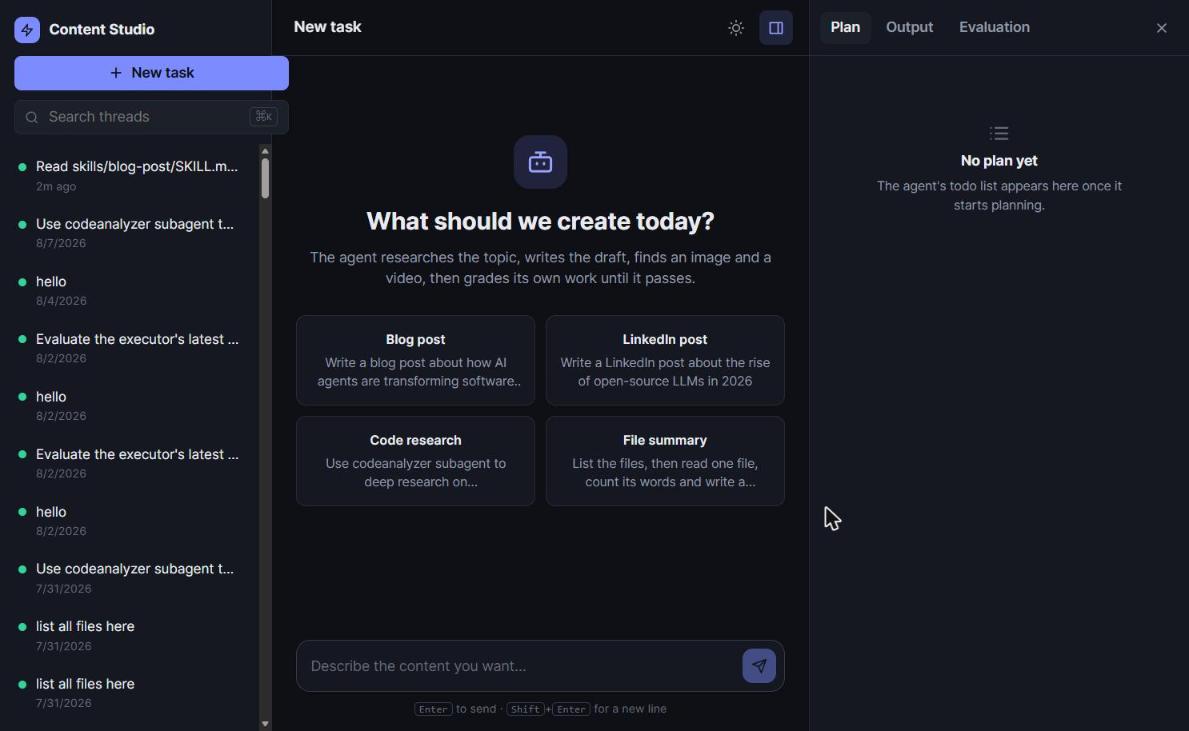 Content Studio
+ New task
Search threads
⌘K
Read skills/blog-post/SKILL.m...
2m ago
Use codeanalyzer subagent t...
8/7/2026
hello
8/4/2026
Evaluate the executor's latest ...
8/2/2026
hello
8/2/2026
Evaluate the executor's latest ...
8/2/2026
hello
8/2/2026
Use codeanalyzer subagent t...
7/31/2026
list all files here
7/31/2026
list all files here
7/31/2026
New task
What should we create today?
The agent researches the topic, writes the draft, finds an image and a
video, then grades its own work until it passes.
Blog post
Write a blog post about how AI
agents are transforming software..
LinkedIn post
Write a LinkedIn post about the rise
of open-source LLMs in 2026
Code research
Use codeanalyzer subagent to
deep research on...
File summary
List the files, then read one file,
count its words and write a...
Describe the content you want...
Enter to send · Shift+Enter for a new line
Plan Output Evaluation
No plan yet
The agent's todo list appears here once it
starts planning.